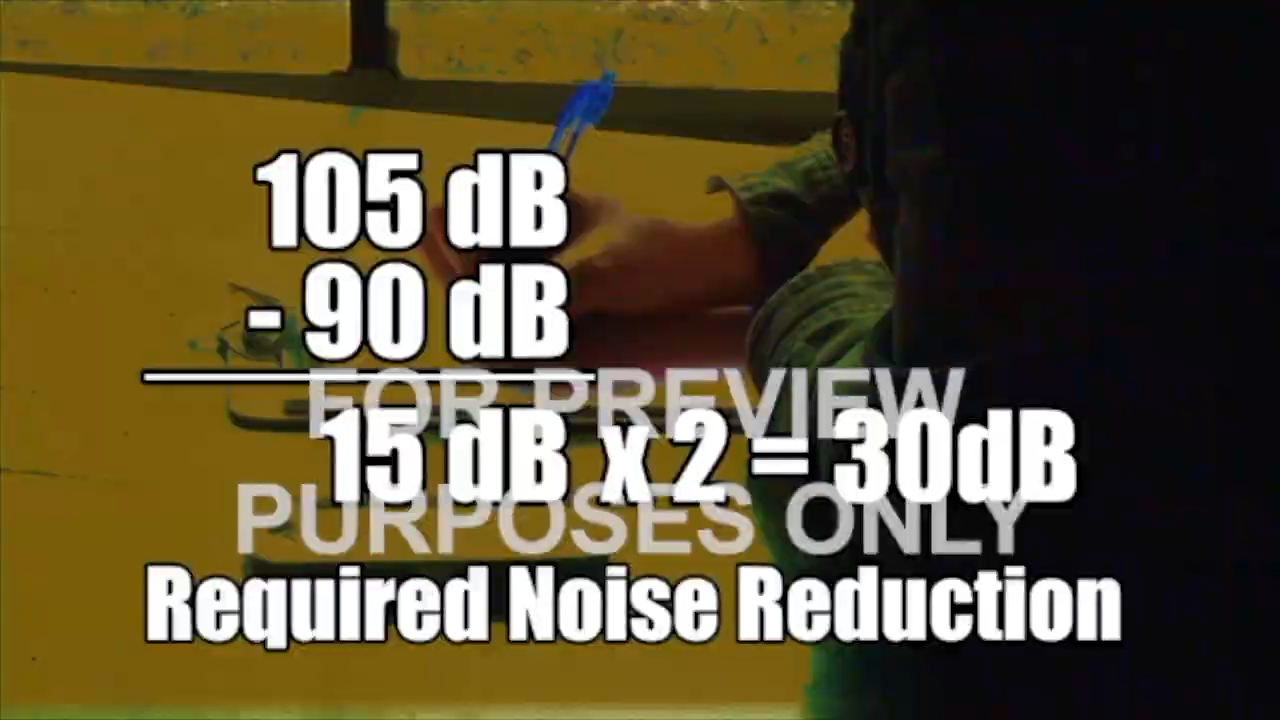 105 dB
- 90 dB
FOR PREVIEW
15 dB x 2 = 30dB
PURPOSES ONLY
Required Noise Reduction